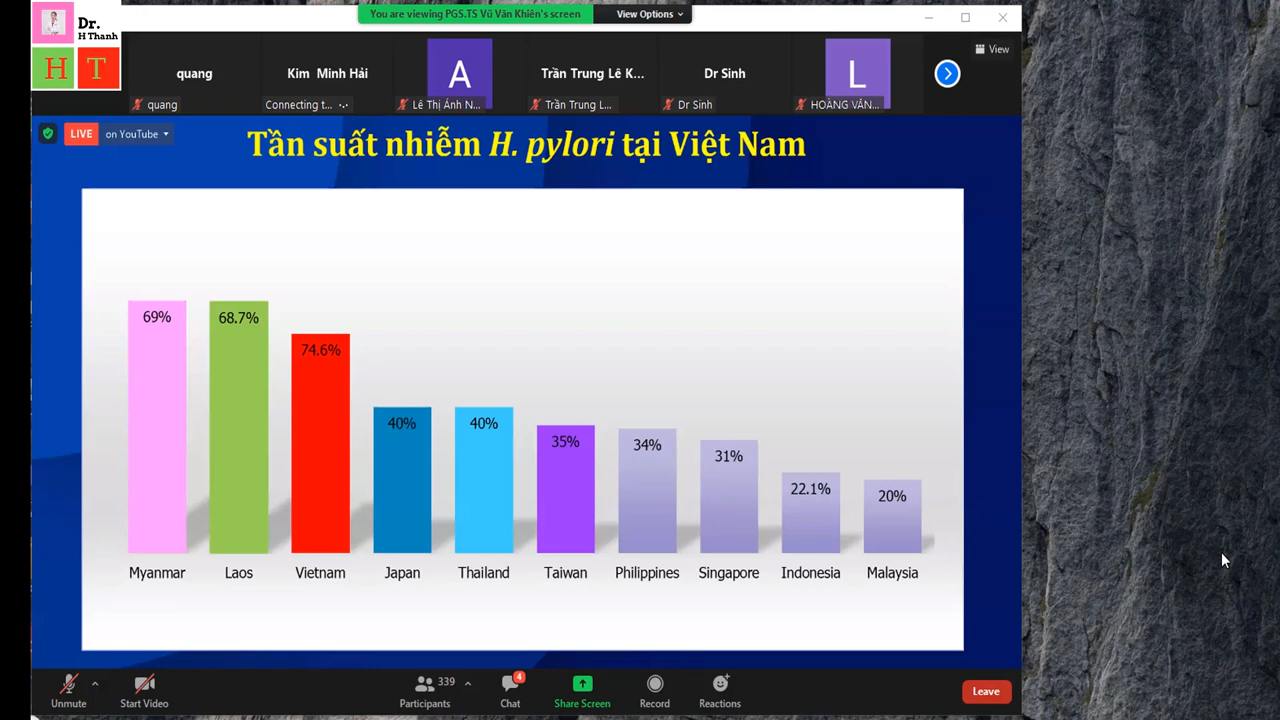 Dr.
H Thanh
H T
You are viewing PGS.TS Vũ Văn Khiên's screen
View Options
quang
Kim Minh Hải
A
Trần Trung Lê K...
Dr Sinh
L
View
quang
Connecting t...
Lê Thị Ánh N...
Trần Trung L...
Dr Sinh
HOÀNG VĂN...
LIVE on YouTube
Tần suất nhiễm H. pylori tại Việt Nam
69%
68.7%
74.6%
40%
40%
35%
34%
31%
22.1%
20%
Myanmar
Laos
Vietnam
Japan
Thailand
Taiwan
Philippines
Singapore
Indonesia
Malaysia
Unmute
Start Video
339
Participants
4
Chat
Share Screen
Record
Reactions
Leave